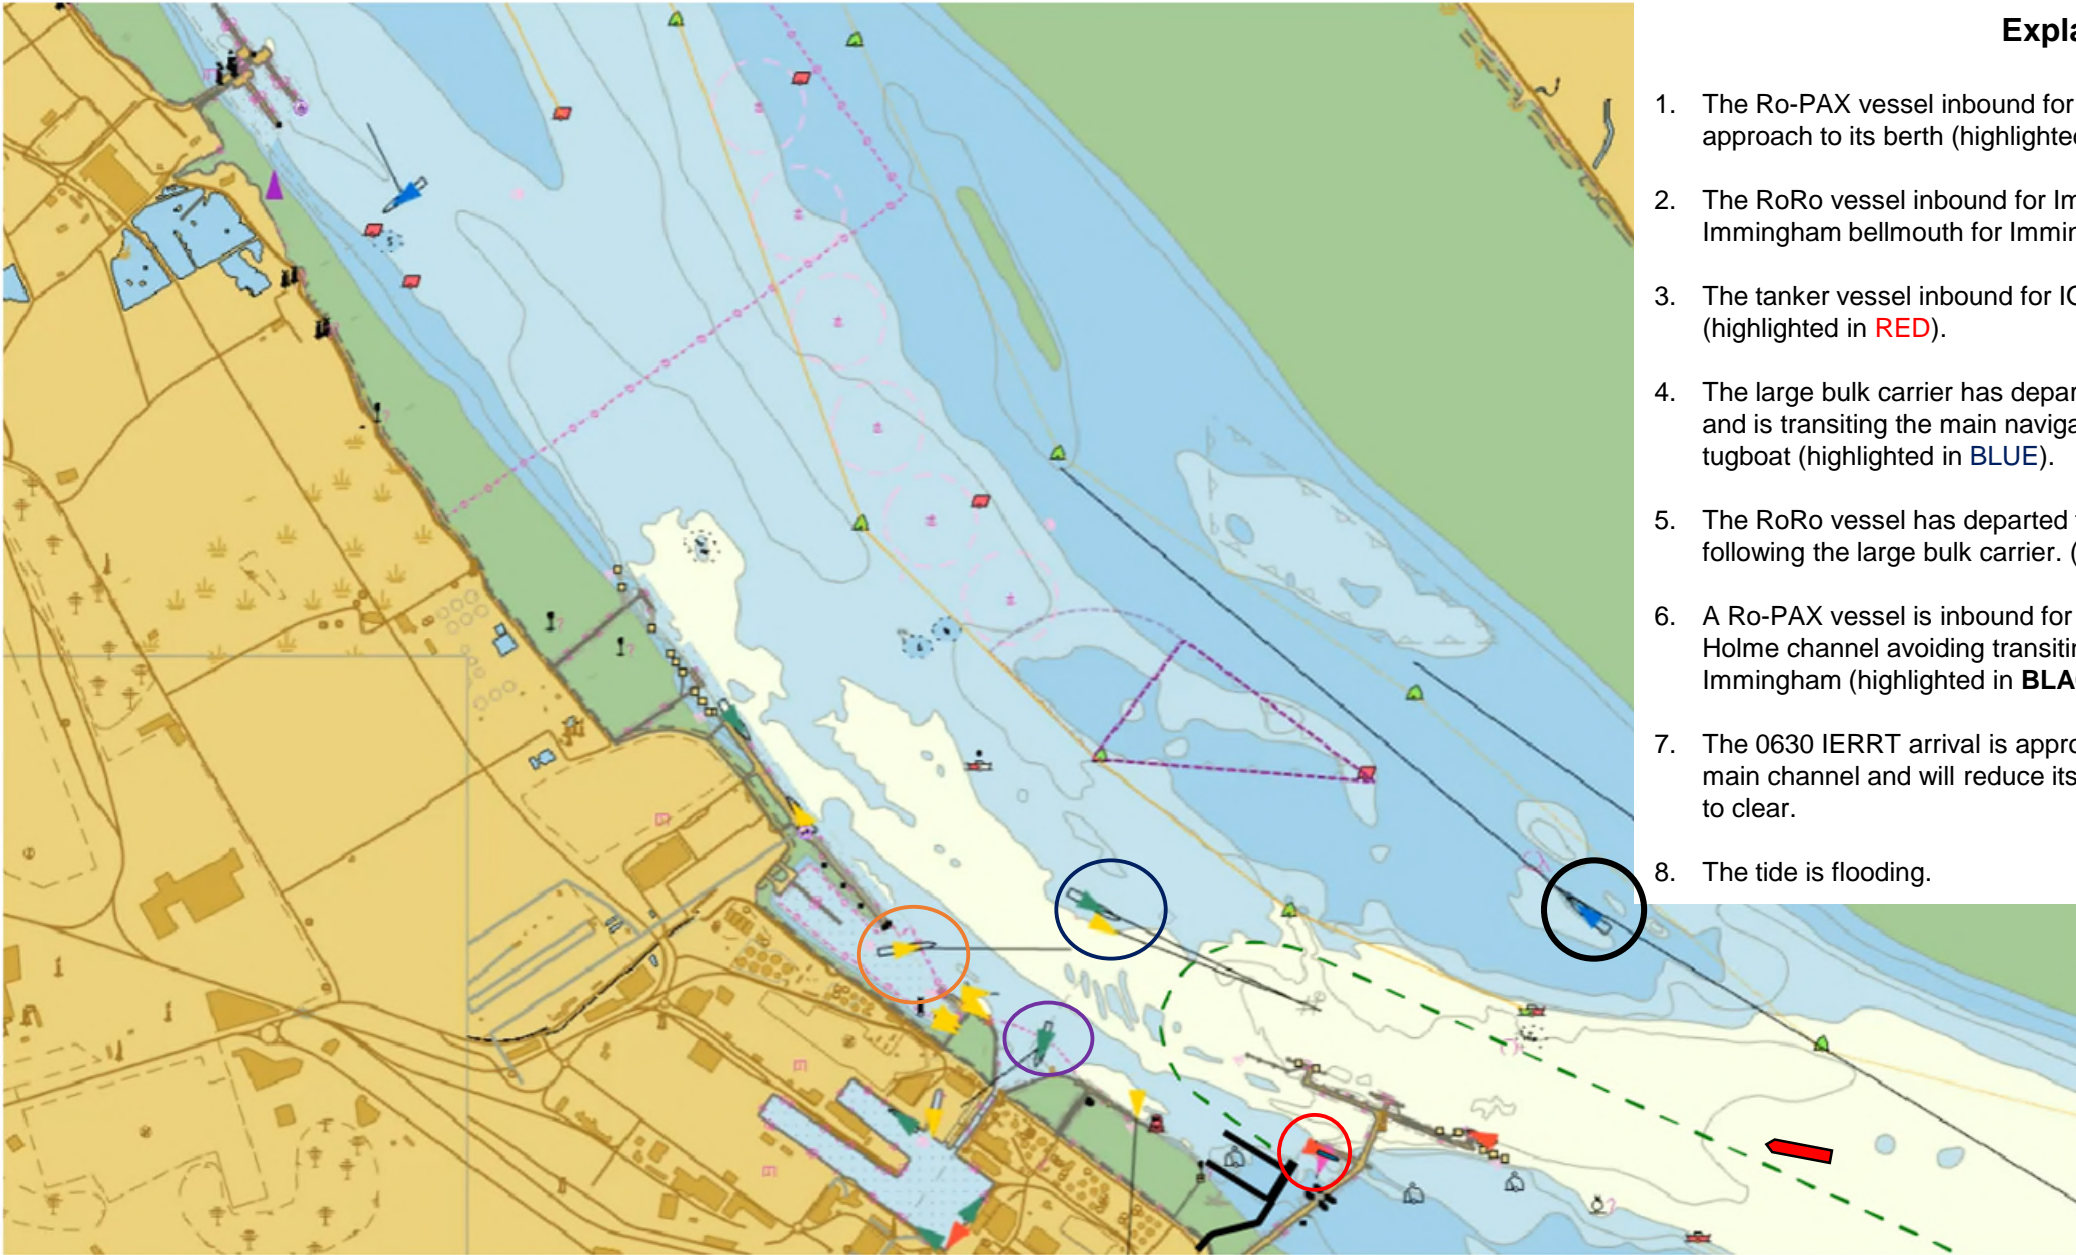 Expla
1. The Ro-PAX vessel inbound for
approach to its berth (highlighted
2. The RoRo vessel inbound for Im
Immingham bellmouth for Immin
3. The tanker vessel inbound for IO
(highlighted in RED).
4. The large bulk carrier has depar
and is transiting the main naviga
tugboat (highlighted in BLUE).
5. The RoRo vessel has departed
following the large bulk carrier. (
6. A Ro-PAX vessel is inbound for
Holme channel avoiding transitin
Immingham (highlighted in BLA
7. The 0630 IERRT arrival is appro
main channel and will reduce its
to clear.
8. The tide is flooding.